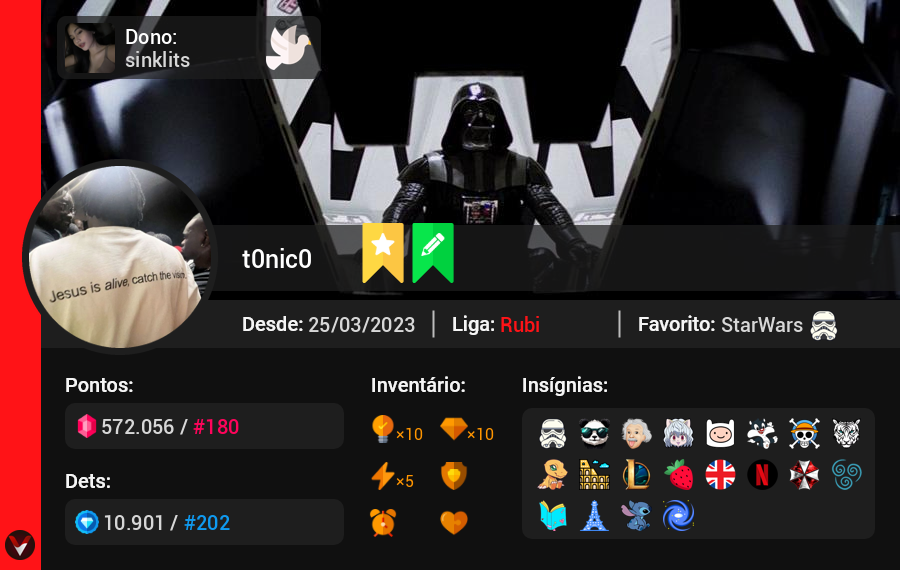 Dono:
sinklits
Jesus is alive, catch the vision.
t0nic0
Desde: 25/03/2023 | Liga: Rubi | Favorito: StarWars
Pontos:
572.056 / #180
Dets:
10.901 / #202
Inventário:
×10 ×10
×5
Insígnias:
L
N